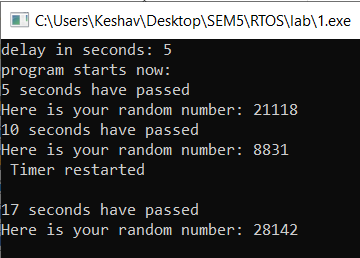 C:\Users\Keshav\Desktop\SEM5\RTOS\lab\1.exe
delay in seconds: 5
program starts now:
5 seconds have passed
Here is your random number: 21118
10 seconds have passed
Here is your random number: 8831
 Timer restarted
17 seconds have passed
Here is your random number: 28142